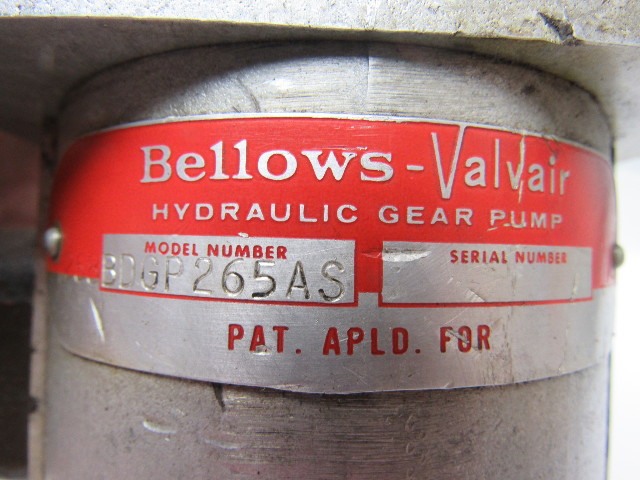 Bellows-Valvair
HYDRAULIC GEAR PUMP
MODEL NUMBER SERIAL NUMBER
BDGP265AS
PAT. APLD. FOR